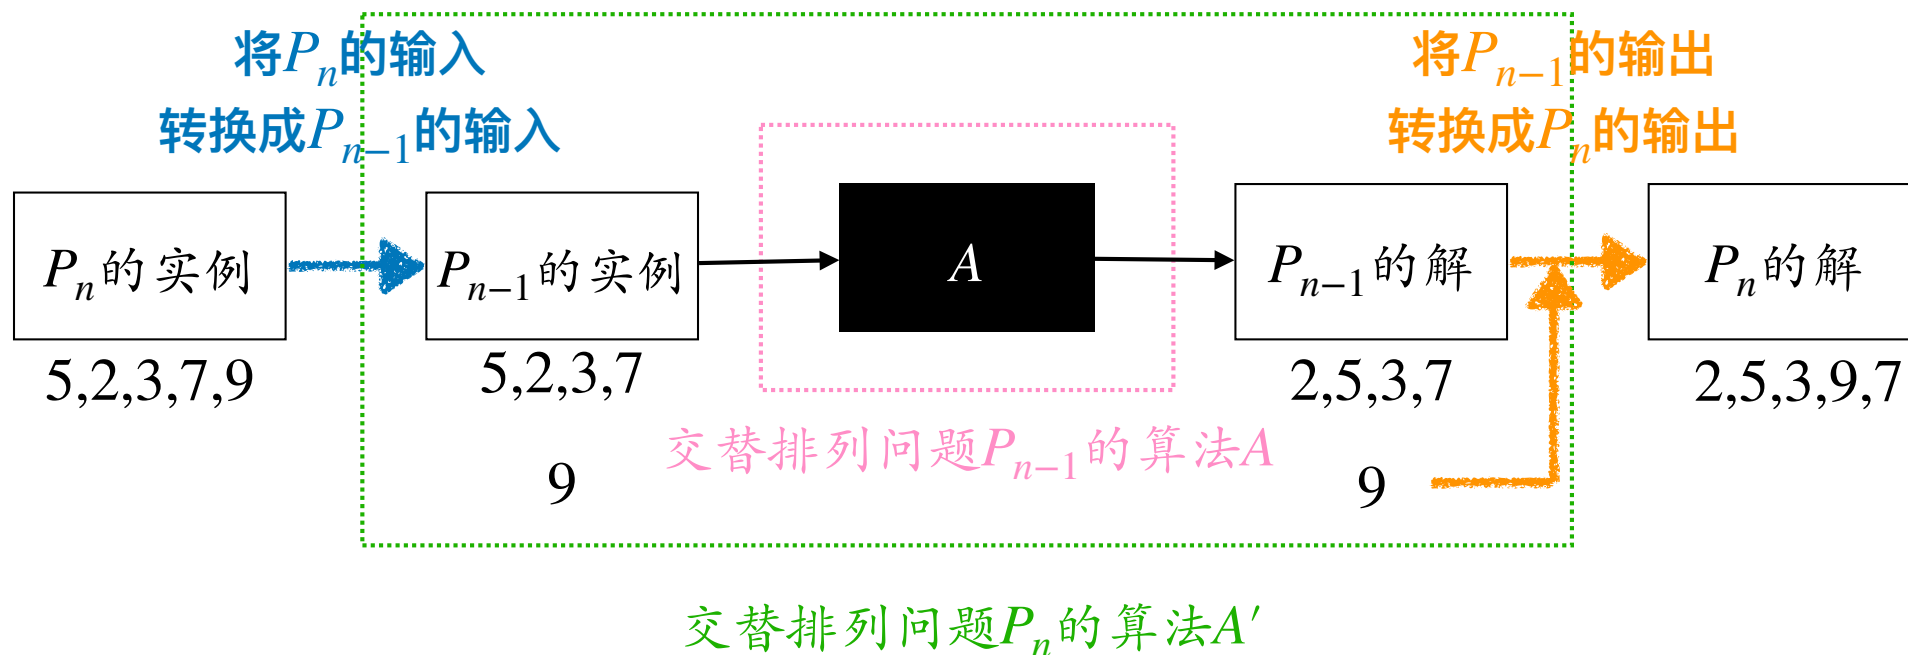 将Pn的输入
转换成Pn−1的输入
将Pn−1的输出
转换成Pn的输出
Pn的实例
Pn−1的实例
A
Pn−1的解
Pn的解
5,2,3,7,9
5,2,3,7
2,5,3,7
2,5,3,9,7
交替排列问题Pn−1的算法A
9
9
交替排列问题Pn的算法A′